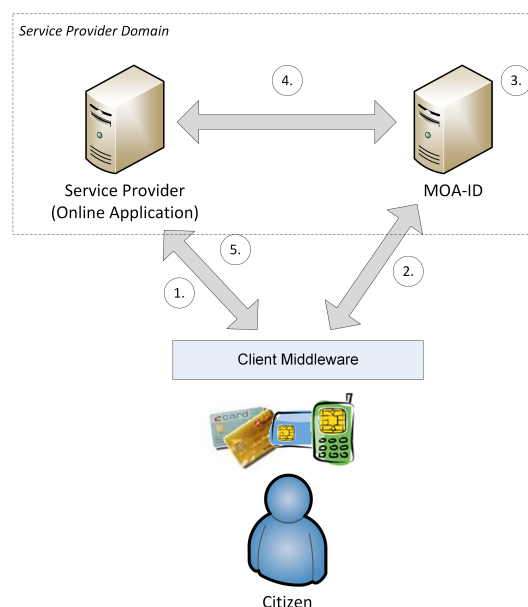 Service Provider Domain
4.
3.
Service Provider
(Online Application)
MOA-ID
5.
2.
1.
Client Middleware
ecard
Citizen